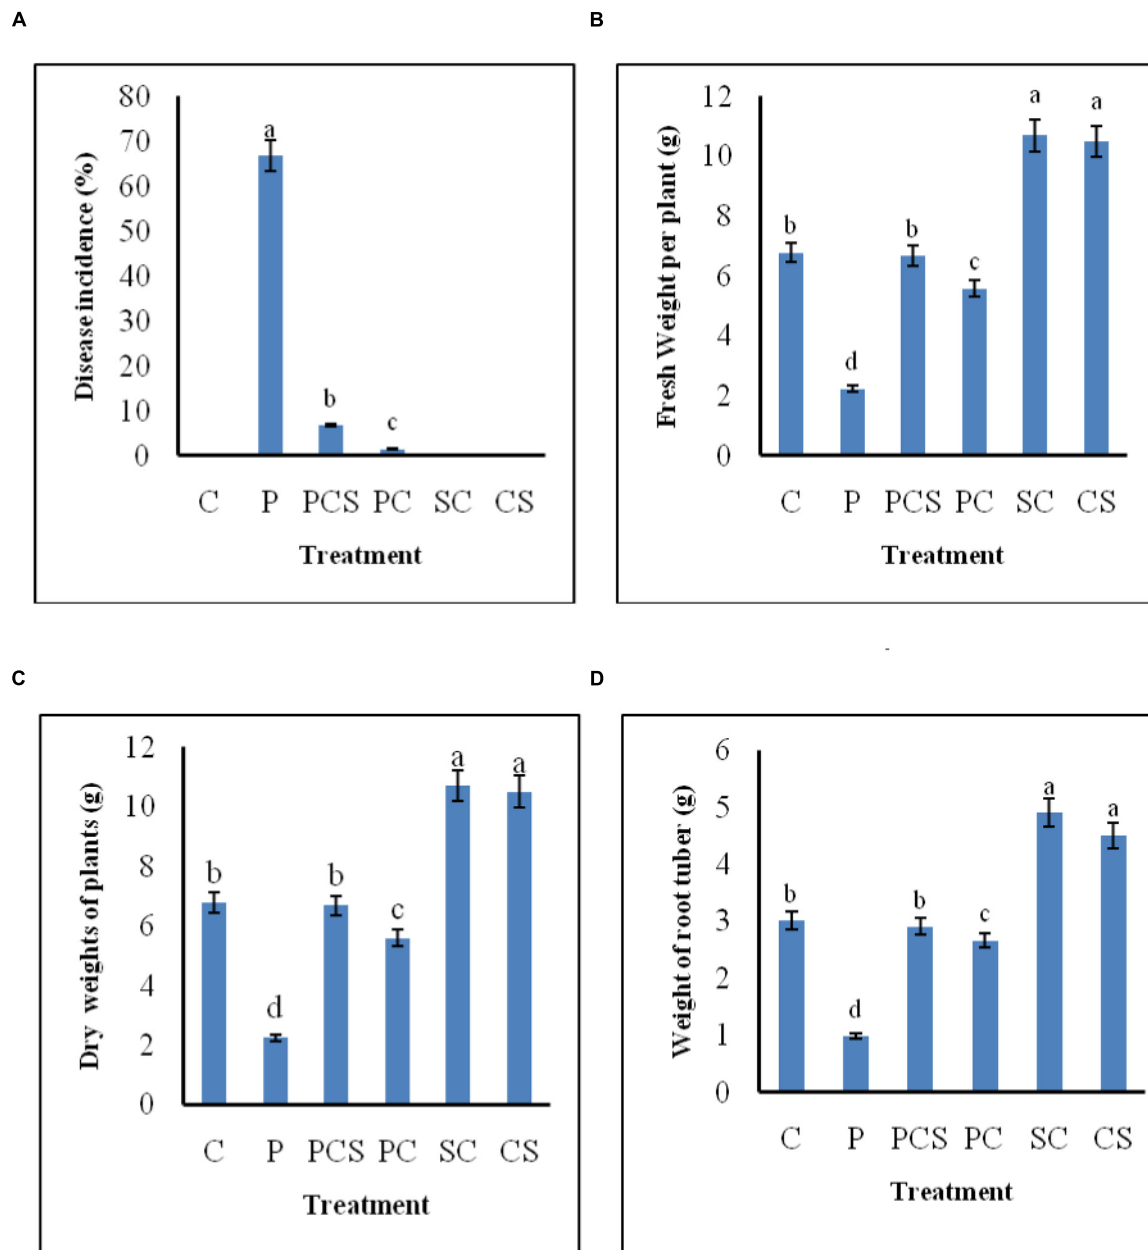 A
80
70
60
50
40
30
20
10
0
Disease incidence (%)
a
b
c
C P PCS PC SC CS
Treatment
B
12
10
8
6
4
2
0
Fresh Weight per plant (g)
b
d
b
c
a
a
C P PCS PC SC CS
Treatment
C
12
10
8
6
4
2
0
Dry weights of plants (g)
b
d
b
c
a
a
C P PCS PC SC CS
Treatment
D
6
5
4
3
2
1
0
Weight of root tuber (g)
b
d
b
c
a
a
C P PCS PC SC CS
Treatment